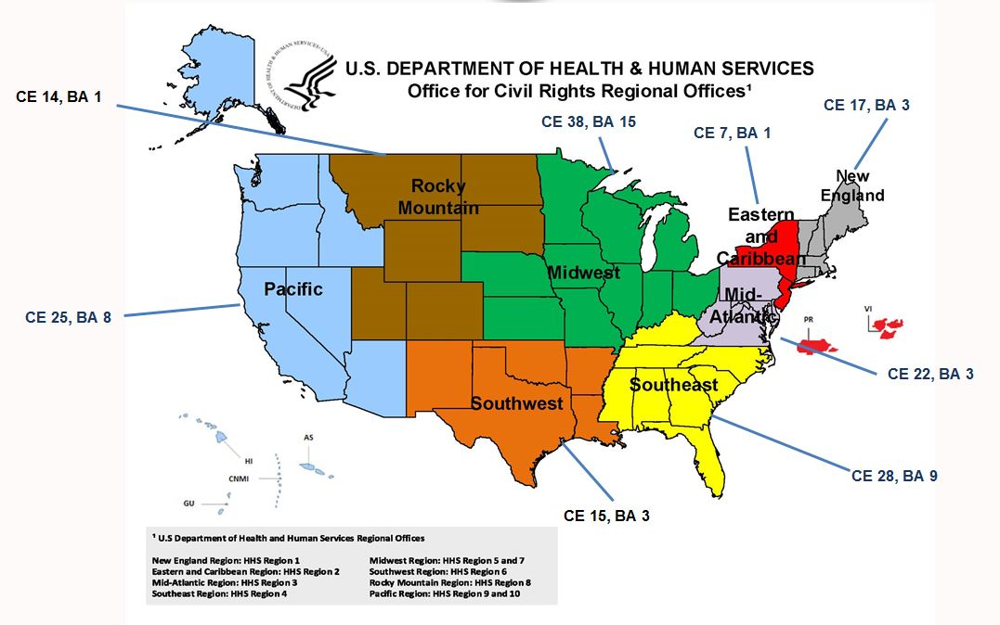 U.S. DEPARTMENT OF HEALTH & HUMAN SERVICES
Office for Civil Rights Regional Offices¹
DEPARTMENT OF HEALTH & HUMAN SERVICES • USA
CE 14, BA 1
CE 38, BA 15
CE 7, BA 1
CE 17, BA 3
Rocky
Mountain
New
England
Eastern
and
Caribbean
Midwest
Pacific
Mid-
Atlantic
CE 25, BA 8
PR
VI
CE 22, BA 3
Southwest
Southeast
HI
AS
CNMI
GU
CE 28, BA 9
CE 15, BA 3
¹ U.S Department of Health and Human Services Regional Offices
New England Region: HHS Region 1
Eastern and Caribbean Region: HHS Region 2
Mid-Atlantic Region: HHS Region 3
Southeast Region: HHS Region 4
Midwest Region: HHS Region 5 and 7
Southwest Region: HHS Region 6
Rocky Mountain Region: HHS Region 8
Pacific Region: HHS Region 9 and 10